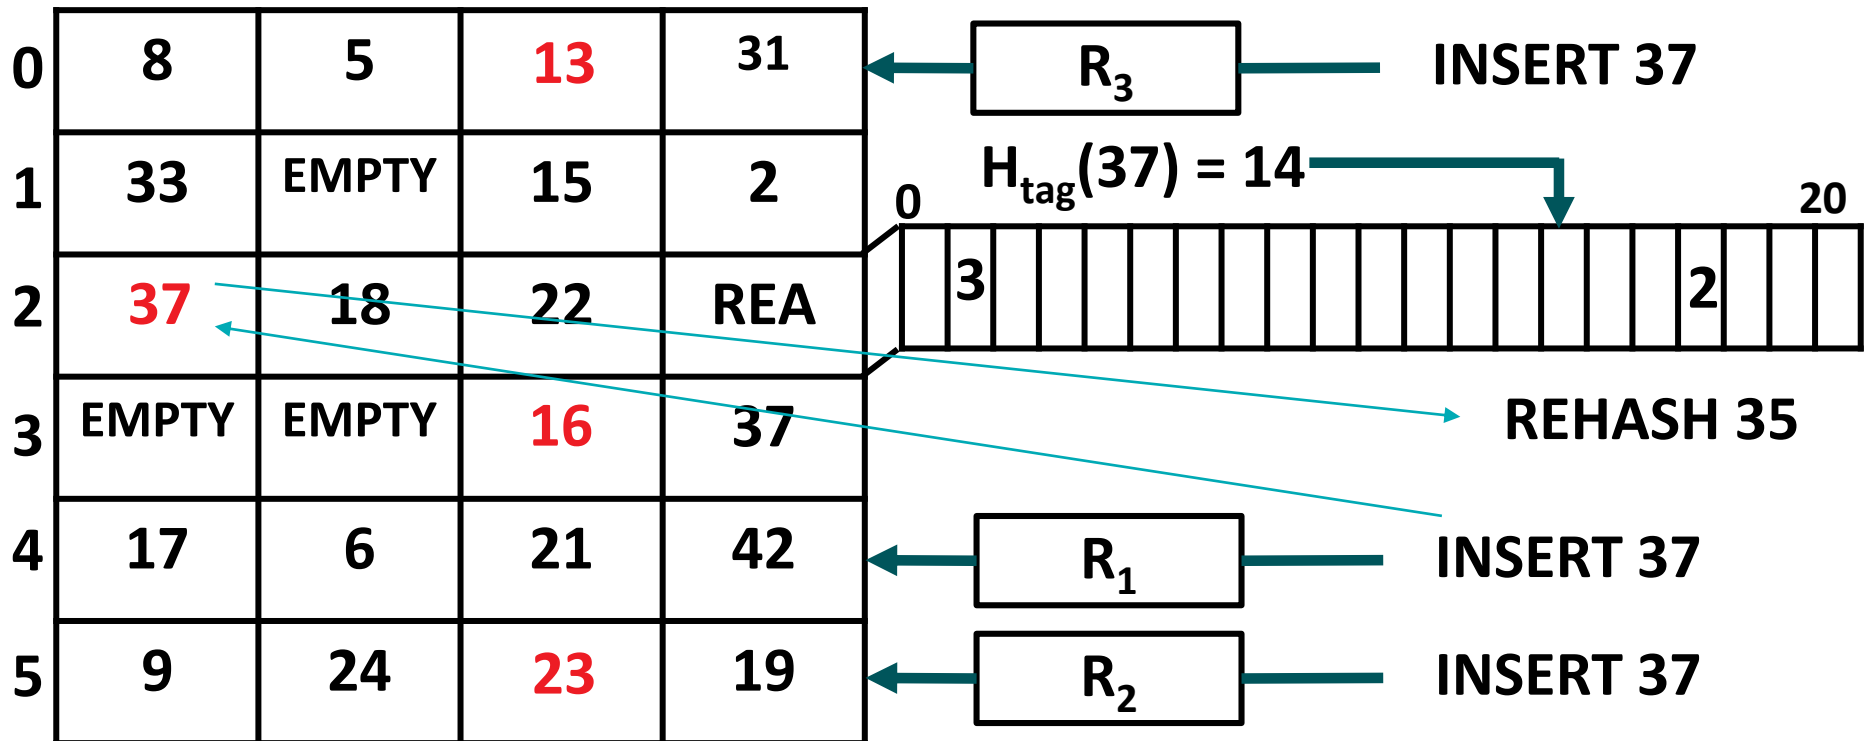 0 8 5 13 31 R3 INSERT 37
1 33 EMPTY 15 2 Htag(37) = 14
0 20
2 37 18 22 REA 3 2
3 EMPTY EMPTY 16 37 REHASH 35
4 17 6 21 42 R1 INSERT 37
5 9 24 23 19 R2 INSERT 37